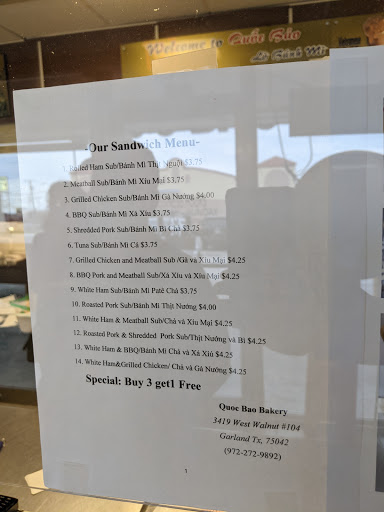 Welcome to Quốc Bảo
Lò Bánh Mì
-Our Sandwich Menu-
1. Rolled Ham Sub/Bánh Mì Thịt Nguội $3.75
2. Meatball Sub/Bánh Mì Xíu Mại $3.75
3. Grilled Chicken Sub/Bánh Mì Gà Nướng $4.00
4. BBQ Sub/Bánh Mì Xá Xíu $3.75
5. Shredded Pork Sub/Bánh Mì Bì Chả $3.75
6. Tuna Sub/Bánh Mì Cá $3.75
7. Grilled Chicken and Meatball Sub /Gà va Xíu Mại $4.25
8. BBQ Pork and Meatball Sub/Xá Xíu và Xíu Mại $4.25
9. White Ham Sub/Bánh Mì Patê Chả $3.75
10. Roasted Pork Sub/Bánh Mì Thịt Nướng $4.00
11. White Ham & Meatball Sub/Chả và Xíu Mại $4.25
12. Roasted Pork & Shredded Pork Sub/Thịt Nướng và Bì $4.25
13. White Ham & BBQ/Bánh Mì Chả và Xá Xíu $4.25
14. White Ham&Grilled Chicken/ Chả và Gà Nướng $4.25
Special: Buy 3 get1 Free
Quoc Bao Bakery
3419 West Walnut #104
Garland Tx, 75042
(972-272-9892)
1